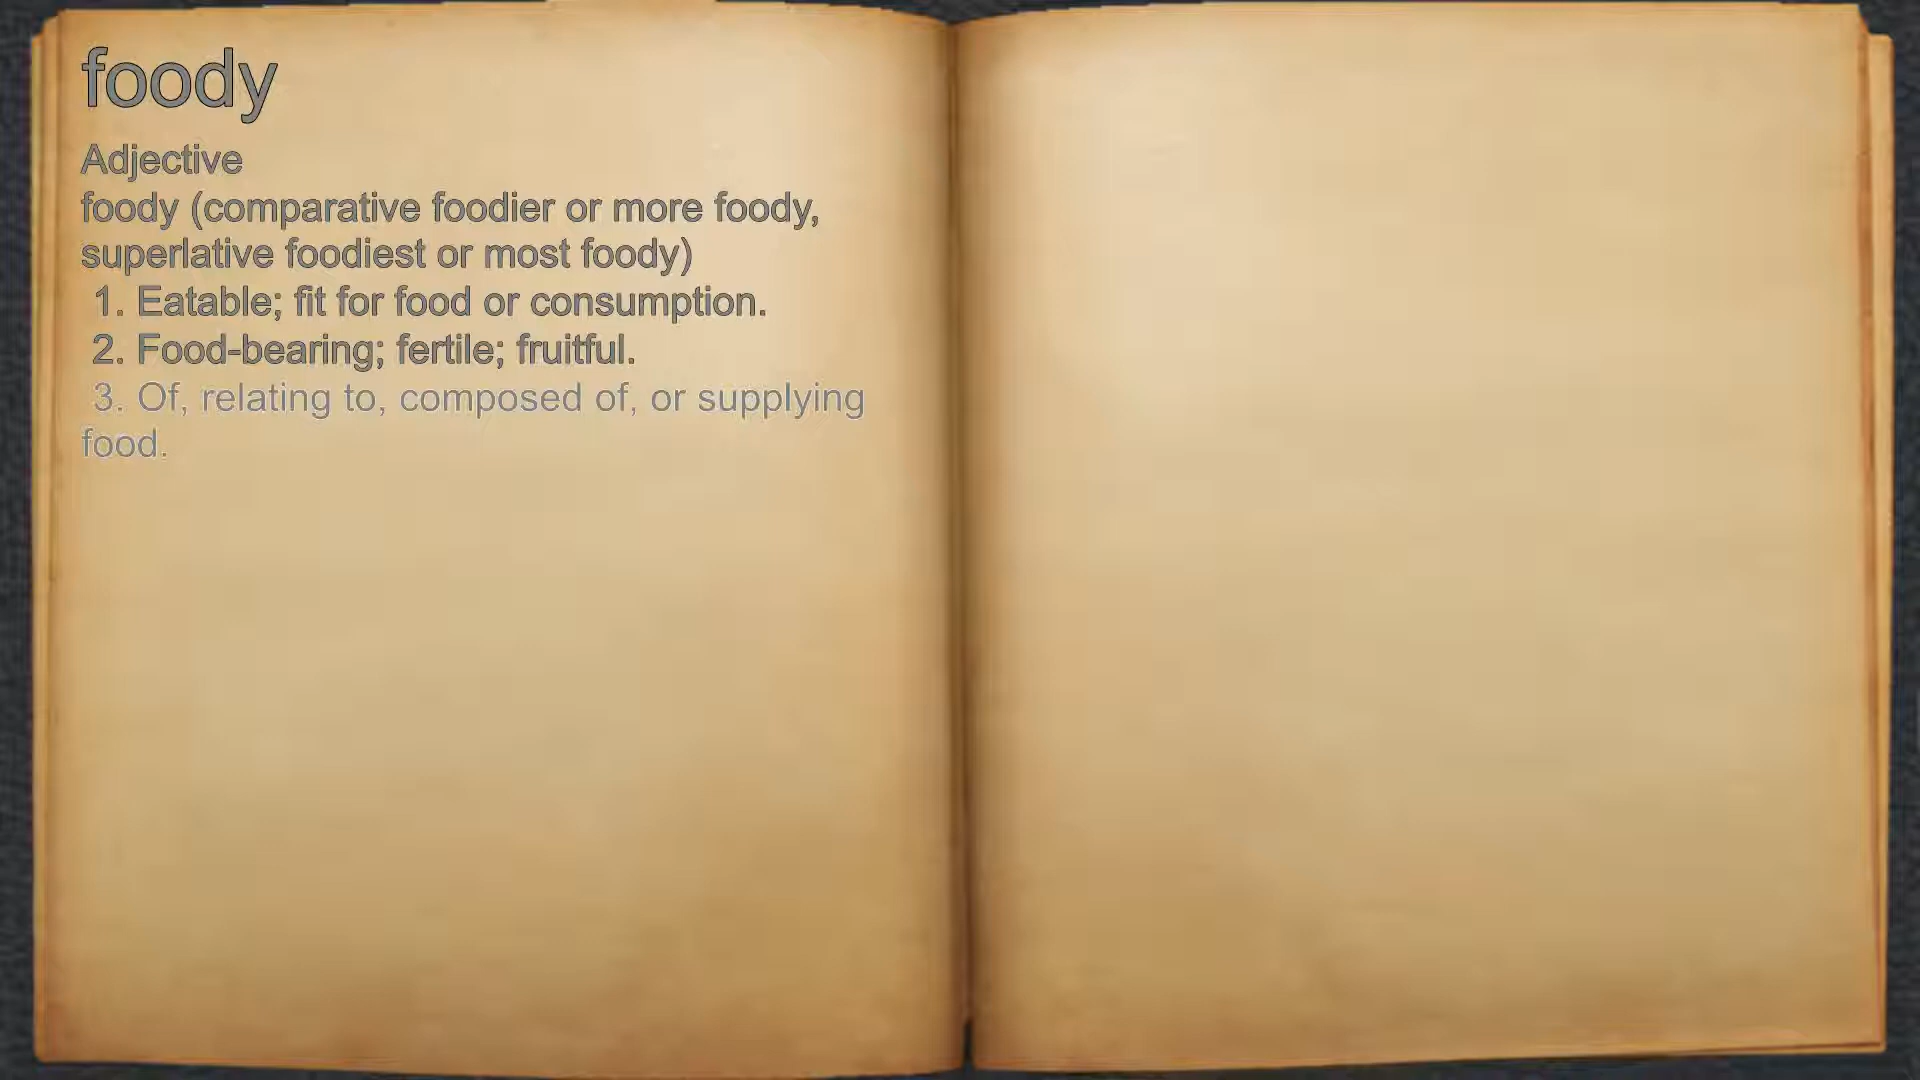 foody
Adjective
foody (comparative foodier or more foody,
superlative foodiest or most foody)
1. Eatable; fit for food or consumption.
2. Food-bearing; fertile; fruitful.
3. Of, relating to, composed of, or supplying
food.